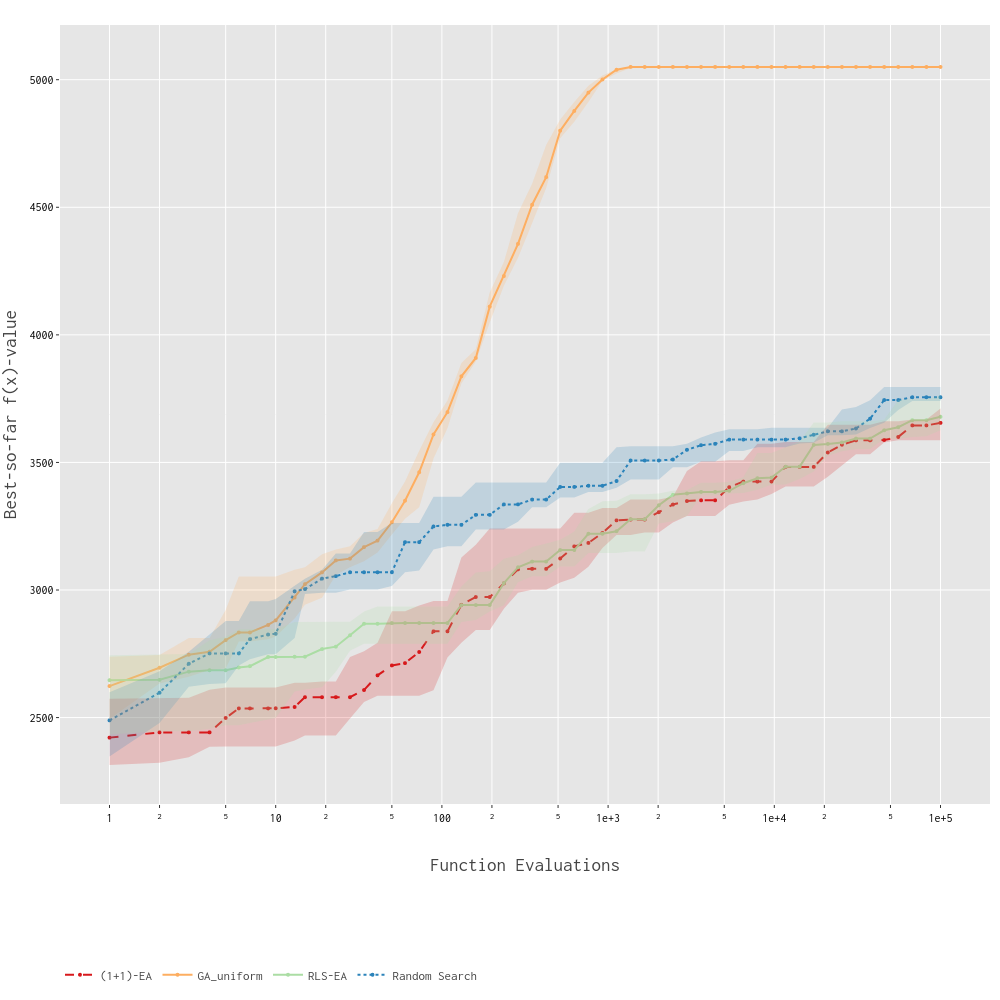 5000
4500
4000
3500
3000
2500
Best-so-far f(x)-value
1 2 5 10 2 5 100 2 5 1e+3 2 5 1e+4 2 5 1e+5
Function Evaluations
(1+1)-EA GA_uniform RLS-EA Random Search